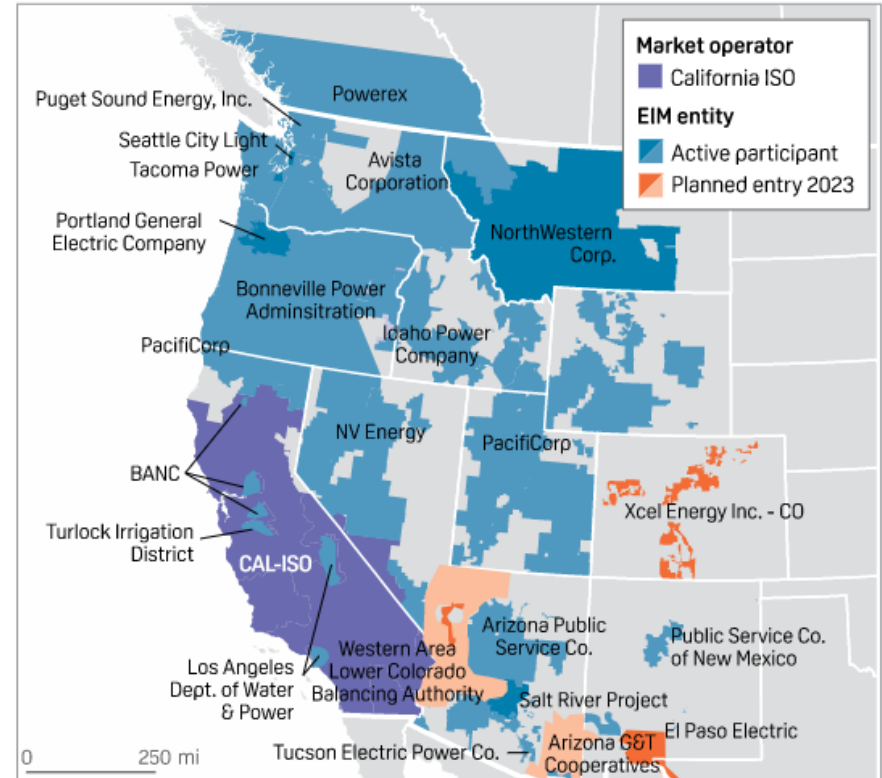 Market operator
California ISO
EIM entity
Active participant
Planned entry 2023
Powerex
Puget Sound Energy, Inc.
Seattle City Light
Tacoma Power
Avista
Corporation
Portland General
Electric Company
NorthWestern
Corp.
Bonneville Power
Adminsitration
Idaho Power
Company
PacifiCorp
NV Energy
PacifiCorp
BANC
Xcel Energy Inc. - CO
Turlock Irrigation
District
CAL-ISO
Arizona Public
Service Co.
Public Service Co.
of New Mexico
Western Area
Lower Colorado
Balancing Authority
Los Angeles
Dept. of Water
& Power
Salt River Project
El Paso Electric
Arizona G&T
Cooperatives
Tucson Electric Power Co.
0 250 mi